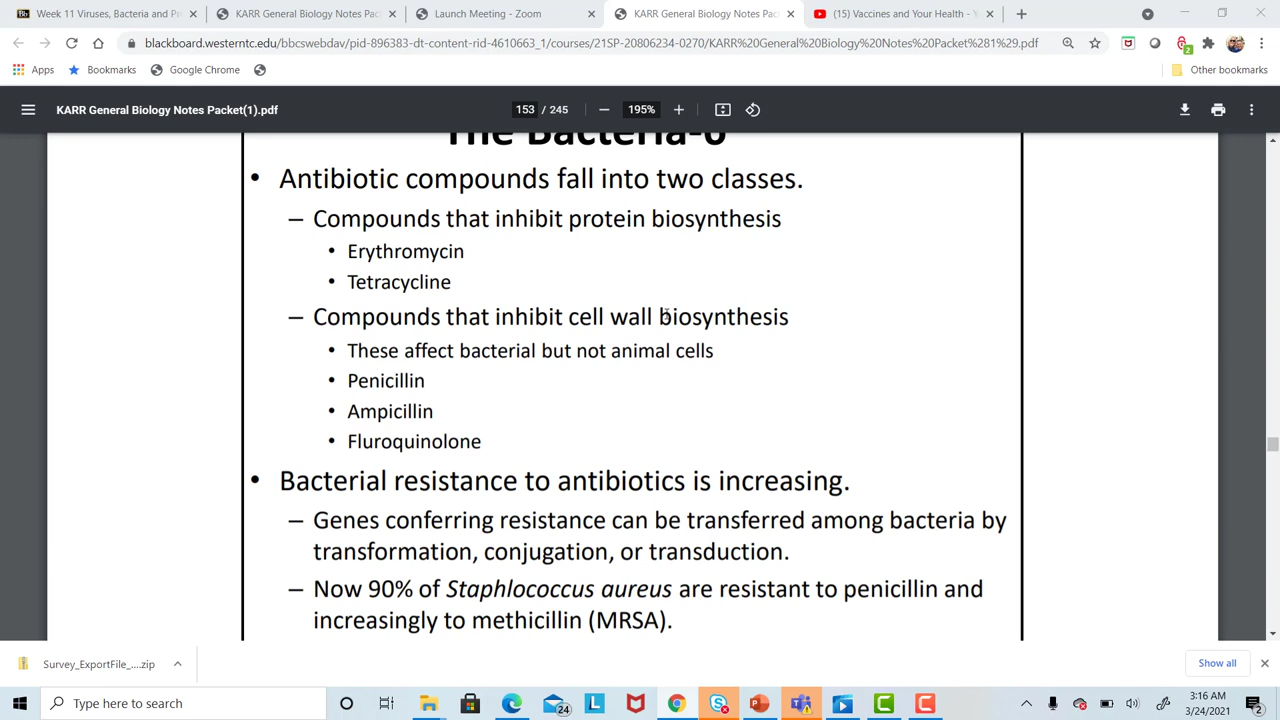 Week 11 Viruses, Bacteria and Pr
KARR General Biology Notes Packet
Launch Meeting - Zoom
KARR General Biology Notes Packet
(15) Vaccines and Your Health - Y
blackboard.westerntc.edu/bbcswebdav/pid-896383-dt-content-rid-4610663_1/courses/21SP-20806234-0270/KARR%20General%20Biology%20Notes%20Packet%281%29.pdf
Apps
Bookmarks
Google Chrome
Other bookmarks
KARR General Biology Notes Packet(1).pdf
153 / 245
195%
The Bacteria-6
• Antibiotic compounds fall into two classes.
– Compounds that inhibit protein biosynthesis
• Erythromycin
• Tetracycline
– Compounds that inhibit cell wall biosynthesis
• These affect bacterial but not animal cells
• Penicillin
• Ampicillin
• Fluroquinolone
• Bacterial resistance to antibiotics is increasing.
– Genes conferring resistance can be transferred among bacteria by
transformation, conjugation, or transduction.
– Now 90% of Staphlococcus aureus are resistant to penicillin and
increasingly to methicillin (MRSA).
Survey_ExportFile_....zip
Show all
Type here to search
24
3:16 AM
3/24/2021
2